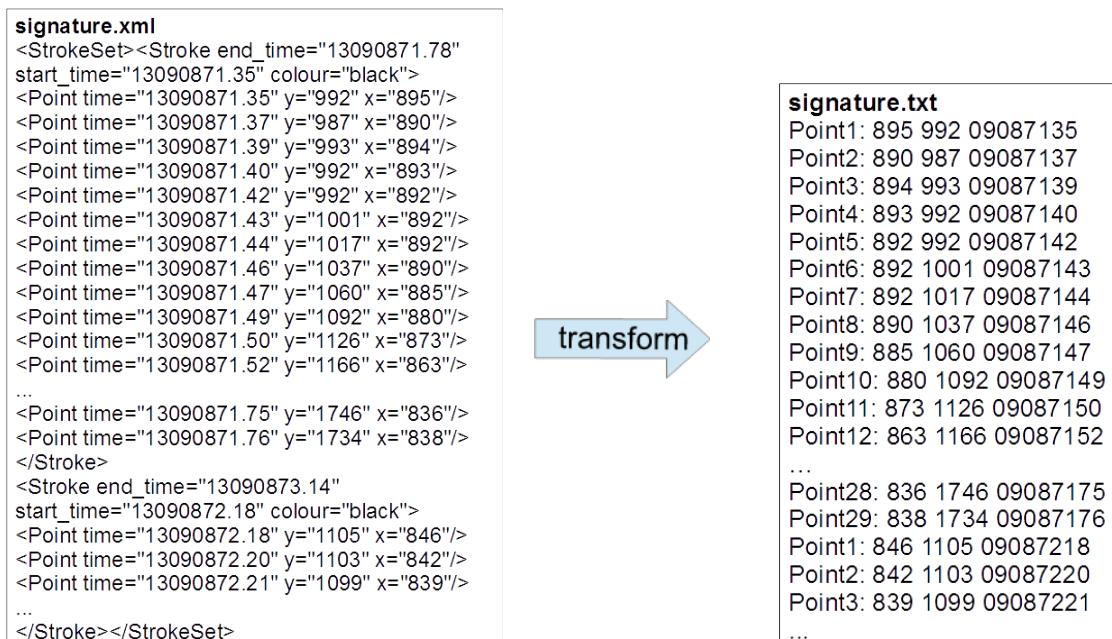 signature.xml
<StrokeSet><Stroke end_time="13090871.78"
start_time="13090871.35" colour="black">
<Point time="13090871.35" y="992" x="895"/>
<Point time="13090871.37" y="987" x="890"/>
<Point time="13090871.39" y="993" x="894"/>
<Point time="13090871.40" y="992" x="893"/>
<Point time="13090871.42" y="992" x="892"/>
<Point time="13090871.43" y="1001" x="892"/>
<Point time="13090871.44" y="1017" x="892"/>
<Point time="13090871.46" y="1037" x="890"/>
<Point time="13090871.47" y="1060" x="885"/>
<Point time="13090871.49" y="1092" x="880"/>
<Point time="13090871.50" y="1126" x="873"/>
<Point time="13090871.52" y="1166" x="863"/>
...
<Point time="13090871.75" y="1746" x="836"/>
<Point time="13090871.76" y="1734" x="838"/>
</Stroke>
<Stroke end_time="13090873.14"
start_time="13090872.18" colour="black">
<Point time="13090872.18" y="1105" x="846"/>
<Point time="13090872.20" y="1103" x="842"/>
<Point time="13090872.21" y="1099" x="839"/>
...
</Stroke></StrokeSet>
transform
signature.txt
Point1: 895 992 09087135
Point2: 890 987 09087137
Point3: 894 993 09087139
Point4: 893 992 09087140
Point5: 892 992 09087142
Point6: 892 1001 09087143
Point7: 892 1017 09087144
Point8: 890 1037 09087146
Point9: 885 1060 09087147
Point10: 880 1092 09087149
Point11: 873 1126 09087150
Point12: 863 1166 09087152
...
Point28: 836 1746 09087175
Point29: 838 1734 09087176
Point1: 846 1105 09087218
Point2: 842 1103 09087220
Point3: 839 1099 09087221
...